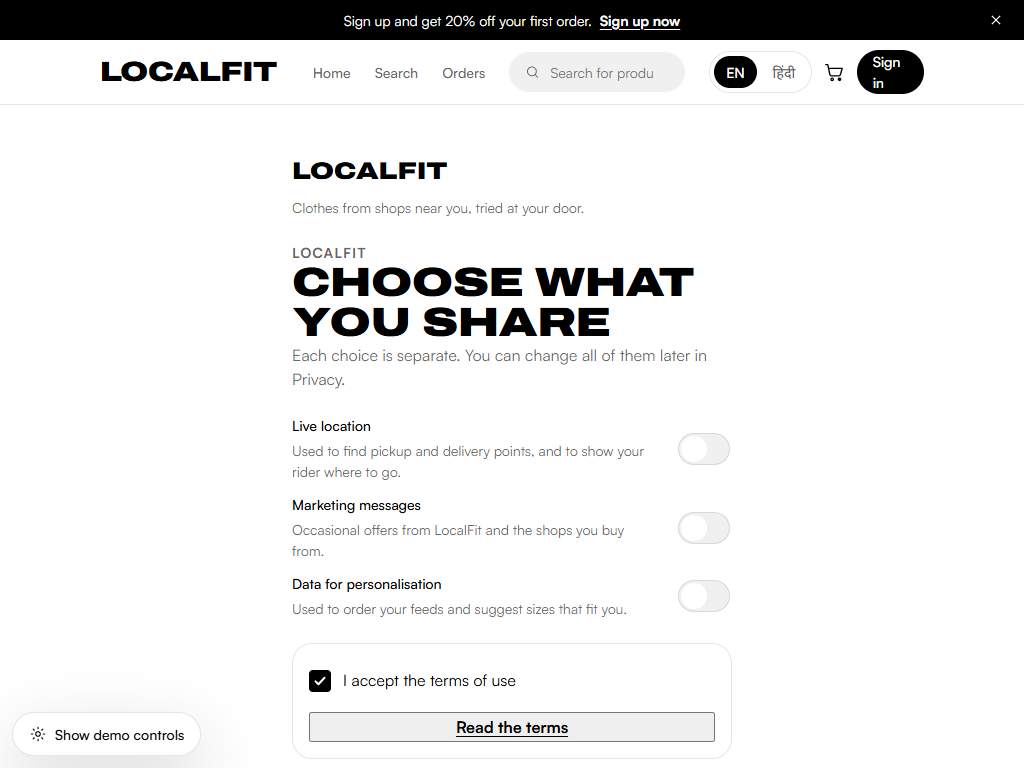 Sign up and get 20% off your first order. Sign up now
LOCALFIT
Home
Search
Orders
Search for produ
EN
हिंदी
Sign
in
LOCALFIT
Clothes from shops near you, tried at your door.
LOCALFIT
CHOOSE WHAT
YOU SHARE
Each choice is separate. You can change all of them later in
Privacy.
Live location
Used to find pickup and delivery points, and to show your
rider where to go.
Marketing messages
Occasional offers from LocalFit and the shops you buy
from.
Data for personalisation
Used to order your feeds and suggest sizes that fit you.
I accept the terms of use
Read the terms
Show demo controls